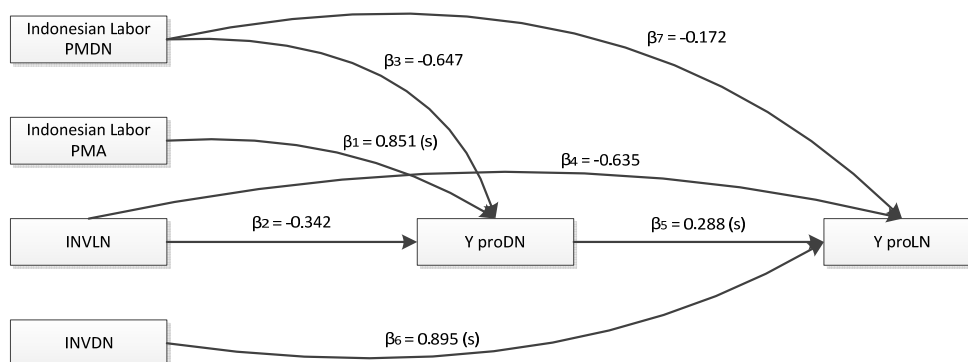 Indonesian Labor
PMDN
β7 = -0.172
β3 = -0.647
Indonesian Labor
PMA
β1 = 0.851 (s)
β4 = -0.635
INVLN
β2 = -0.342
Y proDN
β5 = 0.288 (s)
Y proLN
INVDN
β6 = 0.895 (s)